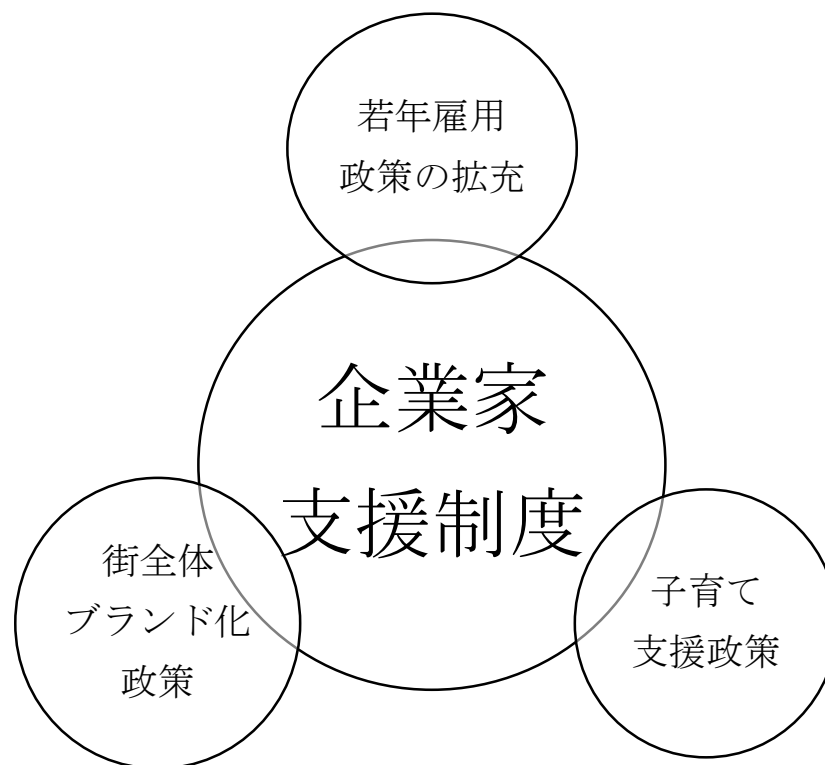 若年雇用
政策の拡充
企業家
支援制度
街全体
ブランド化
政策
子育て
支援政策